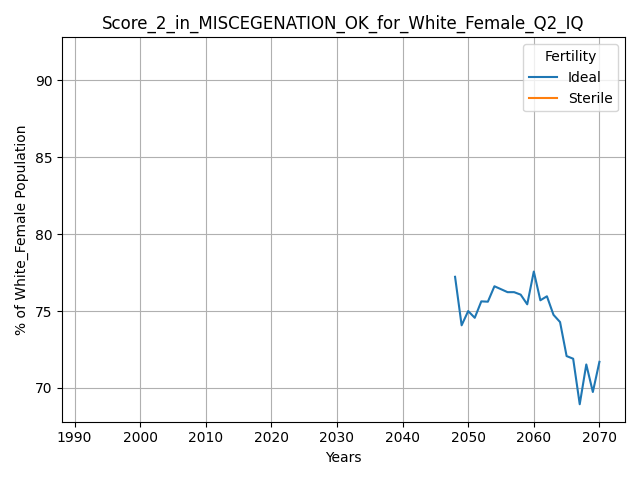 Score_2_in_MISCEGENATION_OK_for_White_Female_Q2_IQ
Fertility
Ideal
Sterile
% of White_Female Population
90
85
80
75
70
1990 2000 2010 2020 2030 2040 2050 2060 2070
Years